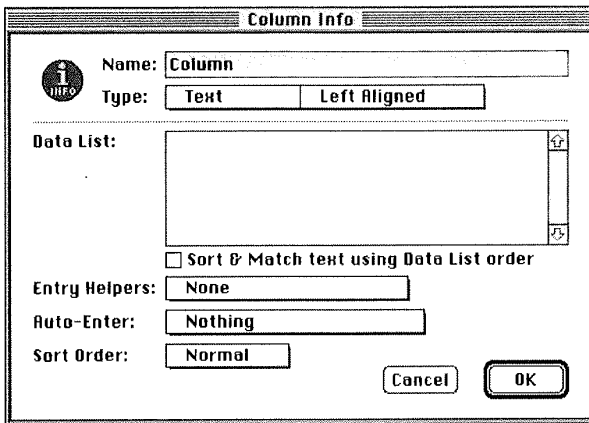 Column Info
i
INFO
Name: Column
Type: Text Left Aligned
Data List:
Sort & Match text using Data List order
Entry Helpers: None
Auto-Enter: Nothing
Sort Order: Normal
Cancel OK